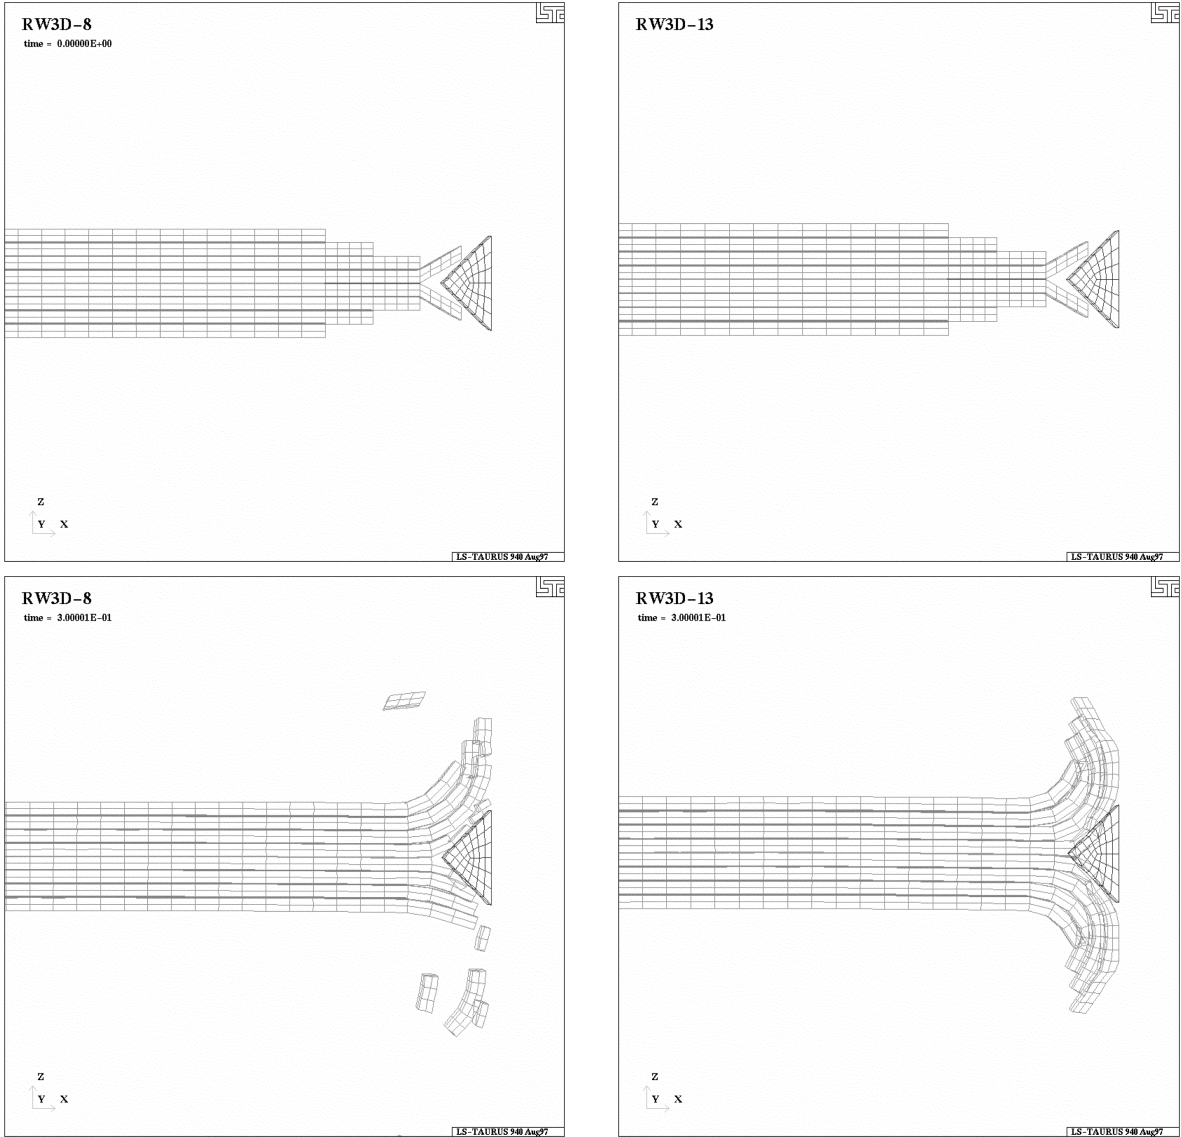 RW3D-8
time = 0.00000E+00
Z
Y X
LS-TAURUS 940 Aug97
RW3D-13
Z
Y X
LS-TAURUS 940 Aug97
RW3D-8
time = 3.00001E-01
Z
Y X
LS-TAURUS 940 Aug97
RW3D-13
time = 3.00001E-01
Z
Y X
LS-TAURUS 940 Aug97